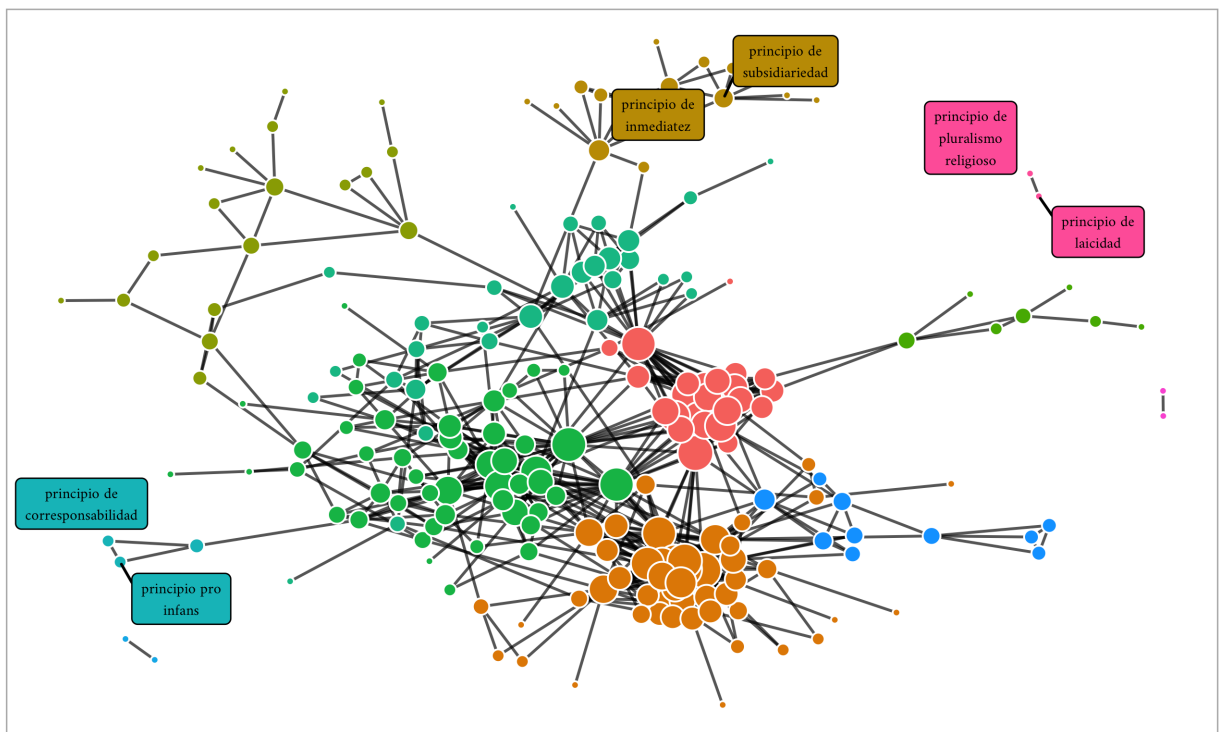 principio de
subsidiariedad
principio de
inmediatez
principio de
pluralismo
religioso
principio de
laicidad
principio de
corresponsabilidad
principio pro
infans